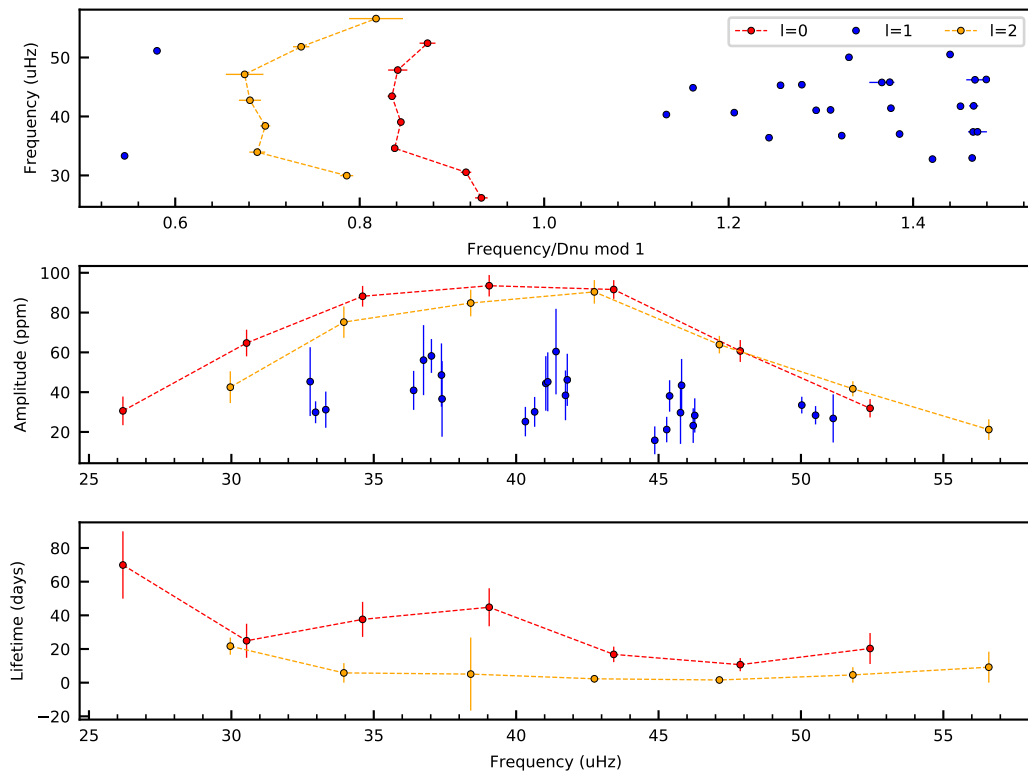 l=0 l=1 l=2
Frequency (uHz)
50
40
30
0.6 0.8 1.0 1.2 1.4
Frequency/Dnu mod 1
Amplitude (ppm)
100
80
60
40
20
25 30 35 40 45 50 55
Lifetime (days)
80
60
40
20
0
−20
25 30 35 40 45 50 55
Frequency (uHz)